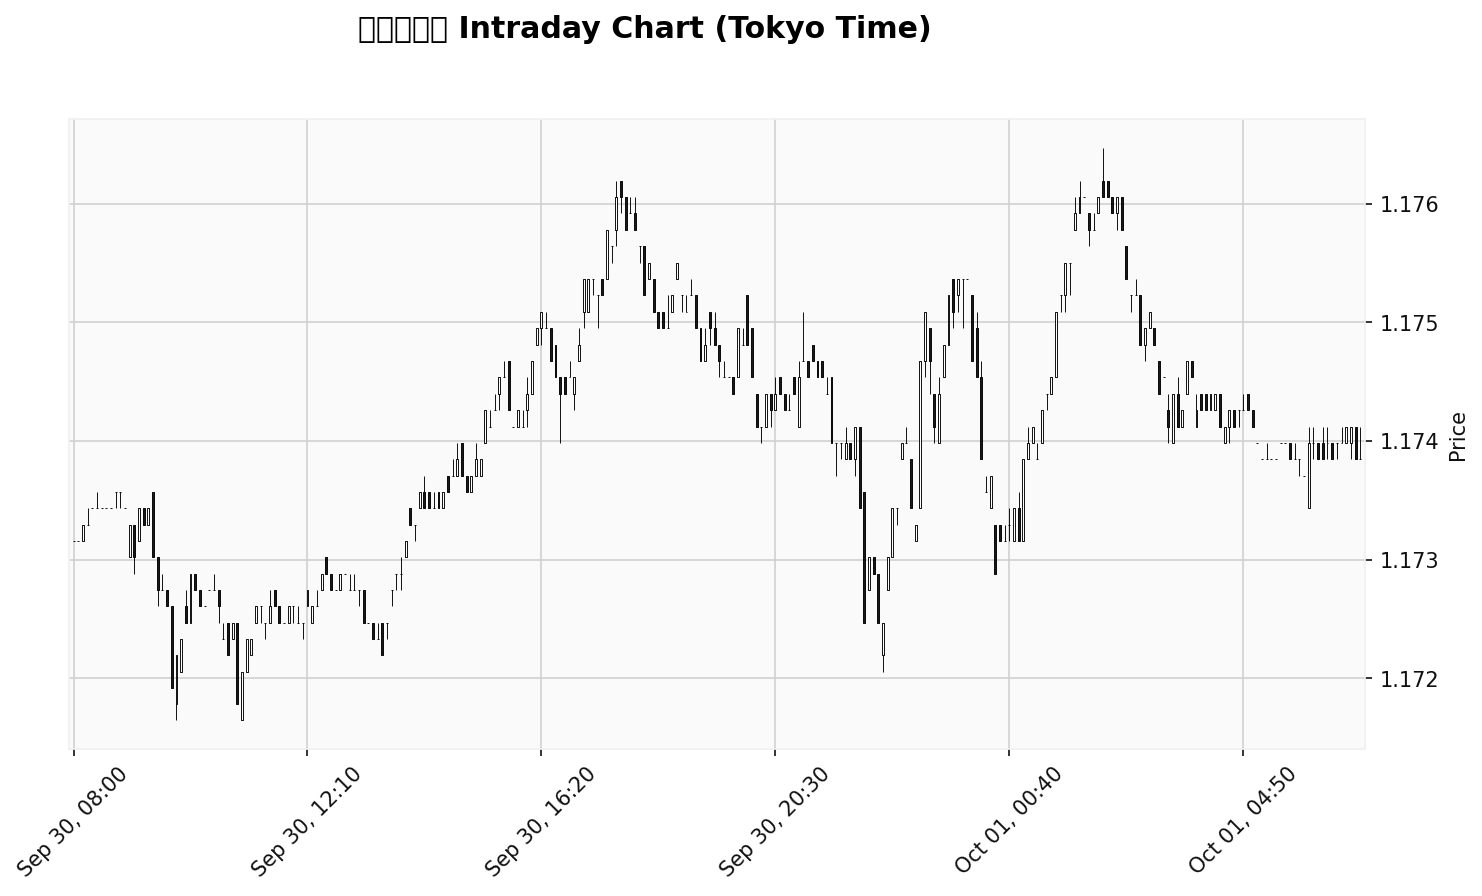 Intraday Chart (Tokyo Time)
1.176
1.175
1.174
1.173
1.172
Price
Sep 30, 08:00
Sep 30, 12:10
Sep 30, 16:20
Sep 30, 20:30
Oct 01, 00:40
Oct 01, 04:50